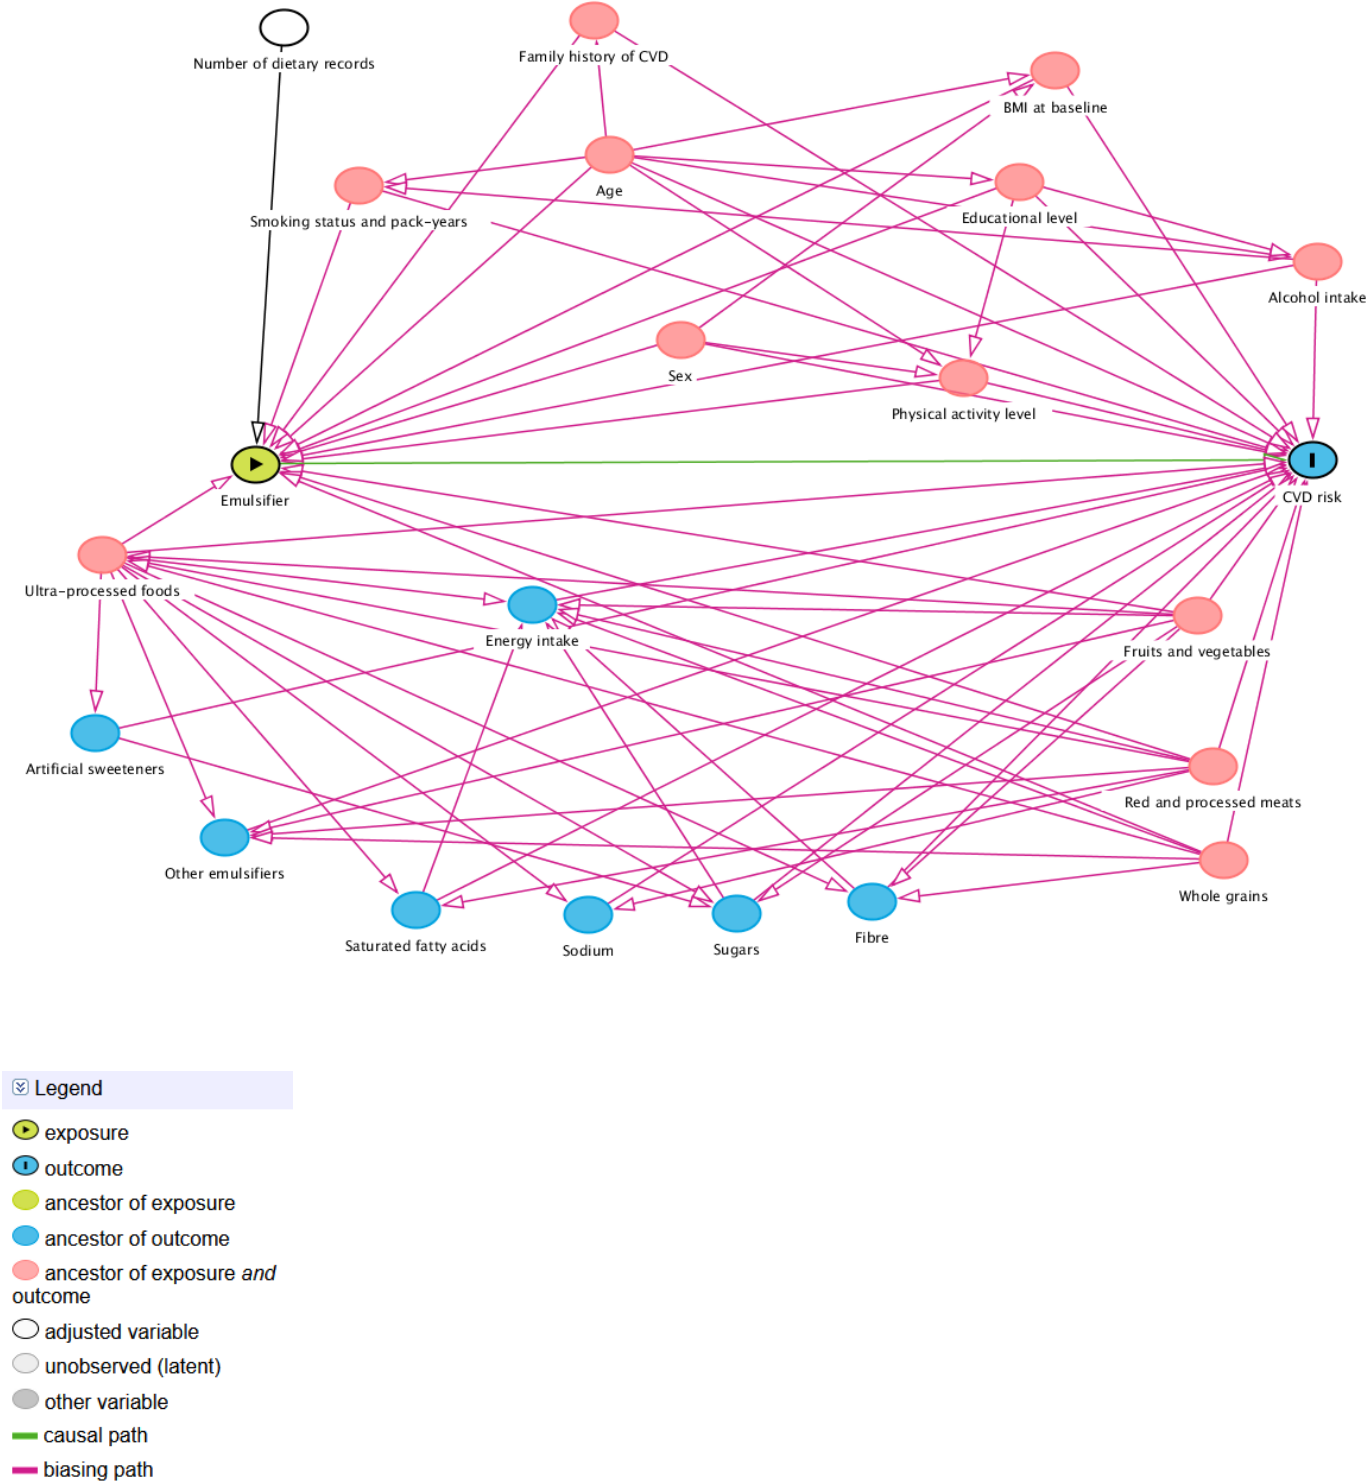 Number of dietary records
Family history of CVD
BMI at baseline
Age
Smoking status and pack-years
Educational level
Alcohol intake
Sex
Physical activity level
Emulsifier
CVD risk
Ultra-processed foods
Energy intake
Fruits and vegetables
Artificial sweeteners
Red and processed meats
Other emulsifiers
Whole grains
Saturated fatty acids
Sodium
Sugars
Fibre
Legend
exposure
outcome
ancestor of exposure
ancestor of outcome
ancestor of exposure and
outcome
adjusted variable
unobserved (latent)
other variable
causal path
biasing path